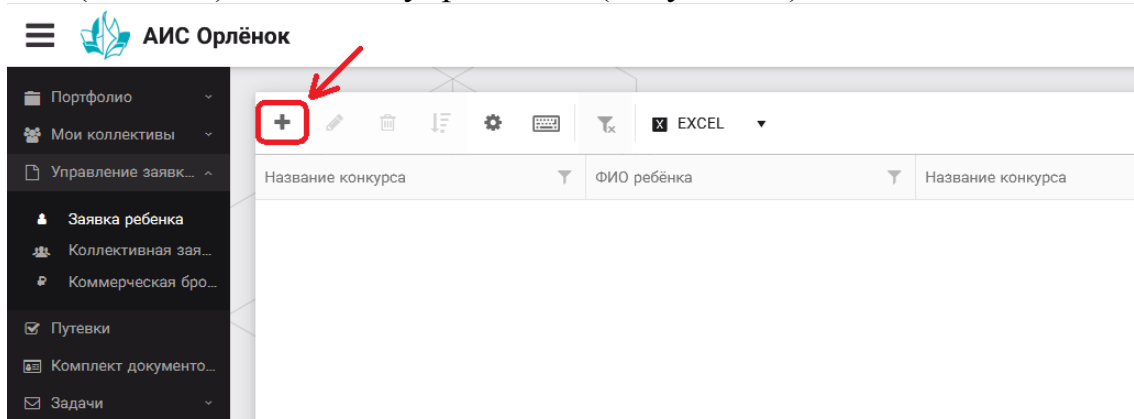 АИС Орлёнок
Портфолио
Мои коллективы
Управление заявк...
Заявка ребенка
Коллективная зая...
Коммерческая бро...
Путевки
Комплект документо...
Задачи
EXCEL
Название конкурса ФИО ребёнка Название конкурса